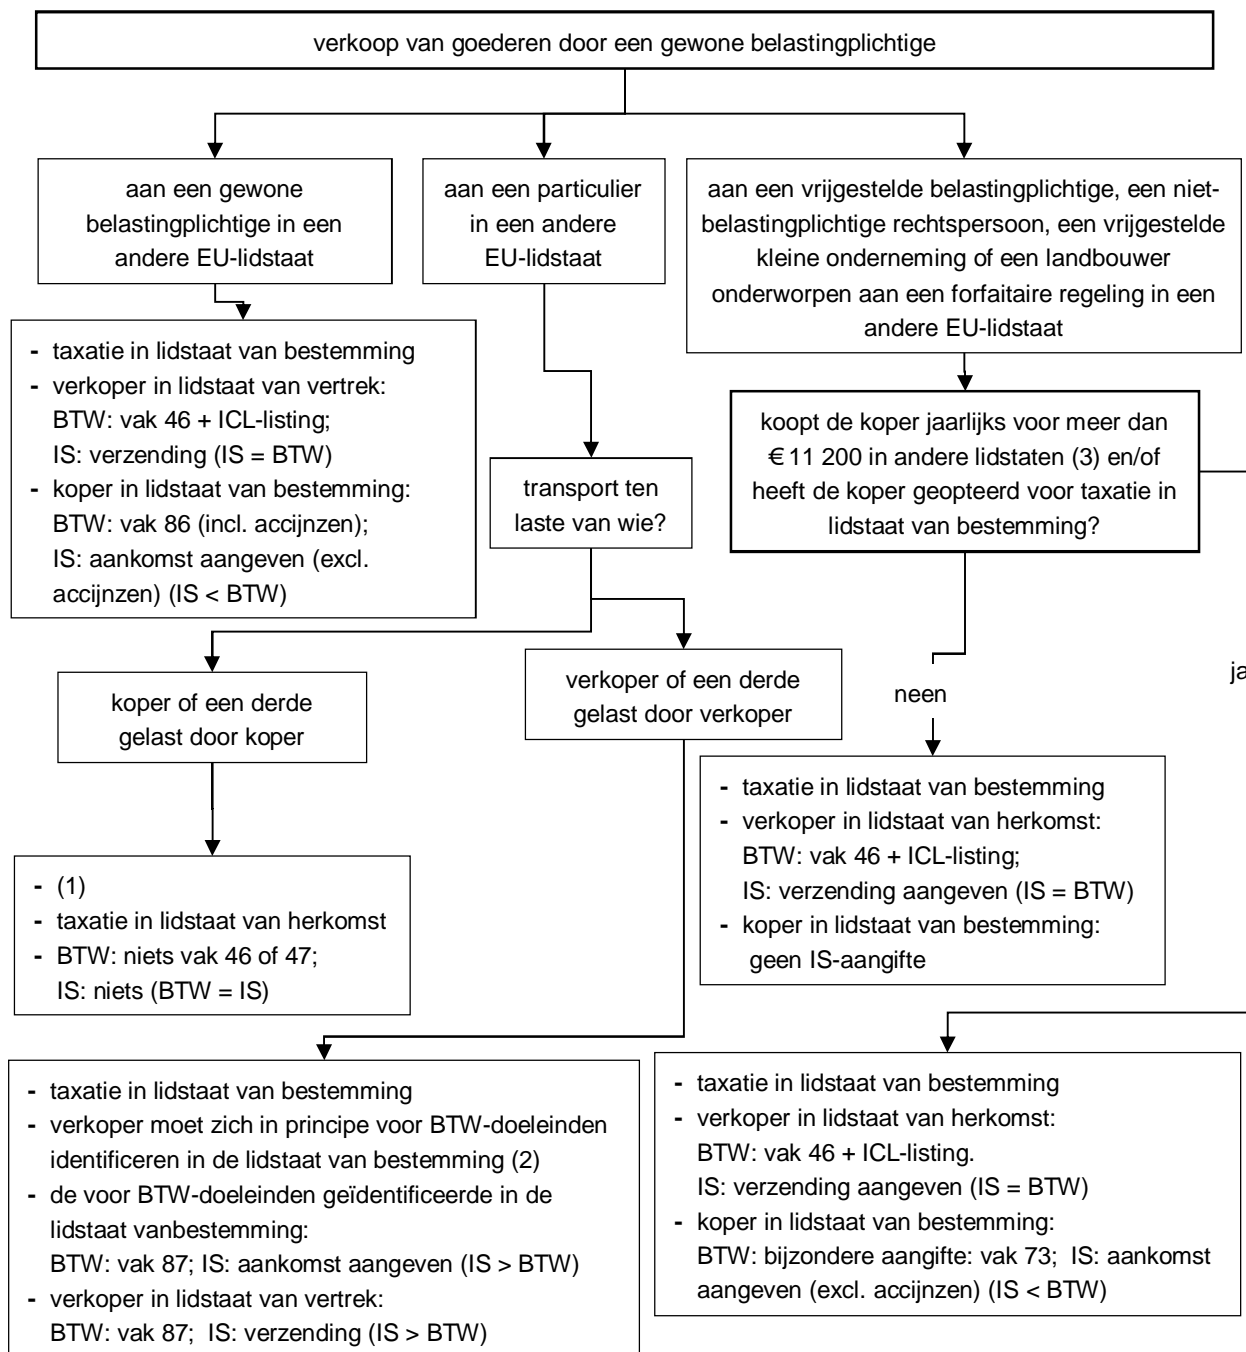 verkoop van goederen door een gewone belastingplichtige
aan een gewone
belastingplichtige in een
andere EU-lidstaat
aan een particulier
in een andere
EU-lidstaat
aan een vrijgestelde belastingplichtige, een niet-
belastingplichtige rechtspersoon, een vrijgestelde
kleine onderneming of een landbouwer
onderworpen aan een forfaitaire regeling in een
andere EU-lidstaat
- taxatie in lidstaat van bestemming
- verkoper in lidstaat van vertrek:
BTW: vak 46 + ICL-listing;
IS: verzending (IS = BTW)
- koper in lidstaat van bestemming:
BTW: vak 86 (incl. accijnzen);
IS: aankomst aangeven (excl.
accijnzen) (IS < BTW)
transport ten
laste van wie?
koopt de koper jaarlijks voor meer dan
€ 11 200 in andere lidstaten (3) en/of
heeft de koper geopteerd voor taxatie in
lidstaat van bestemming?
koper of een derde
gelast door koper
verkoper of een derde
gelast door verkoper
neen
ja
- (1)
- taxatie in lidstaat van herkomst
- BTW: niets vak 46 of 47;
IS: niets (BTW = IS)
- taxatie in lidstaat van bestemming
- verkoper in lidstaat van herkomst:
BTW: vak 46 + ICL-listing;
IS: verzending aangeven (IS = BTW)
- koper in lidstaat van bestemming:
geen IS-aangifte
- taxatie in lidstaat van bestemming
- verkoper moet zich in principe voor BTW-doeleinden
identificeren in de lidstaat van bestemming (2)
- de voor BTW-doeleinden geïdentificeerde in de
lidstaat vanbestemming:
BTW: vak 87; IS: aankomst aangeven (IS > BTW)
- verkoper in lidstaat van vertrek:
BTW: vak 87; IS: verzending (IS > BTW)
- taxatie in lidstaat van bestemming
- verkoper in lidstaat van herkomst:
BTW: vak 46 + ICL-listing.
IS: verzending aangeven (IS = BTW)
- koper in lidstaat van bestemming:
BTW: bijzondere aangifte: vak 73; IS: aankomst
aangeven (excl. accijnzen) (IS < BTW)